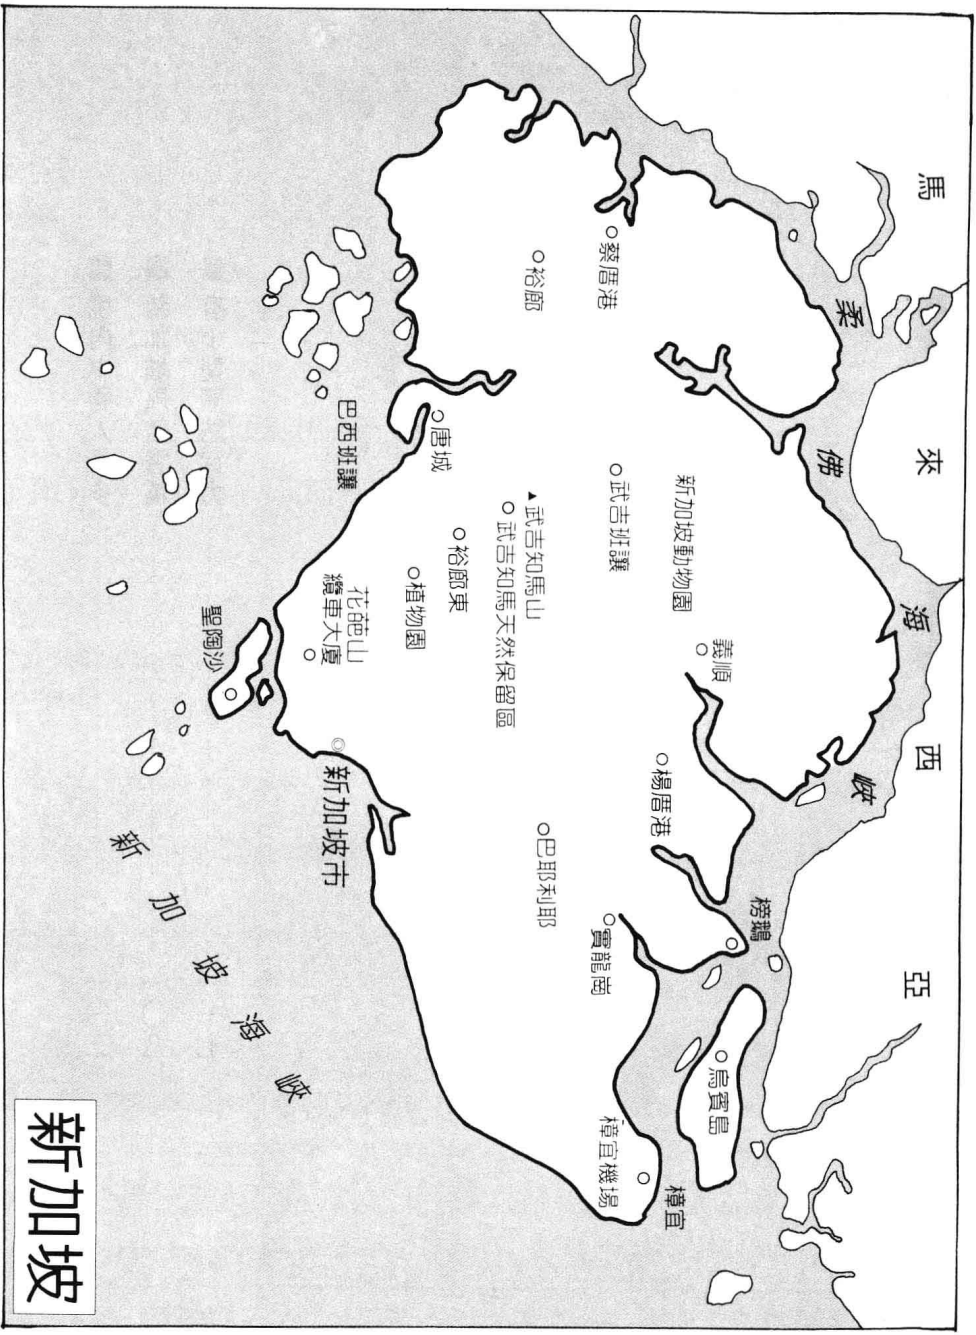 馬來西亞
柔佛海峽
蔡厝港
裕廊
新加坡動物園
武吉班讓
義順
武吉知馬山
武吉知馬天然保留區
裕廊東
植物園
唐城
巴西班讓
花葩山
纜車大廈
聖陶沙
新加坡市
楊厝港
巴耶利耶
實龍崗
榜鵝
烏賓島
樟宜機場
樟宜
新加坡海峽
新加坡